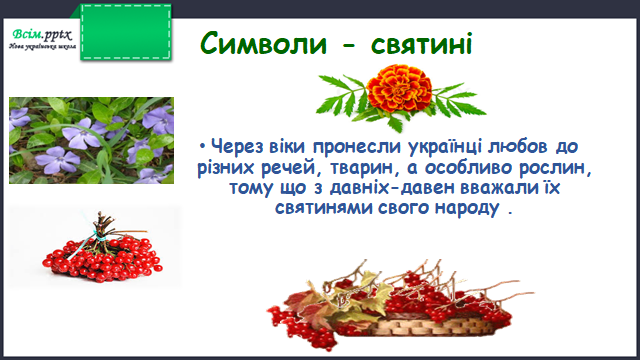 Всім.pptx
Нова українська школа
Символи - святині
• Через віки пронесли українці любов до
різних речей, тварин, а особливо рослин,
тому що з давніх-давен вважали їх
святинями свого народу .